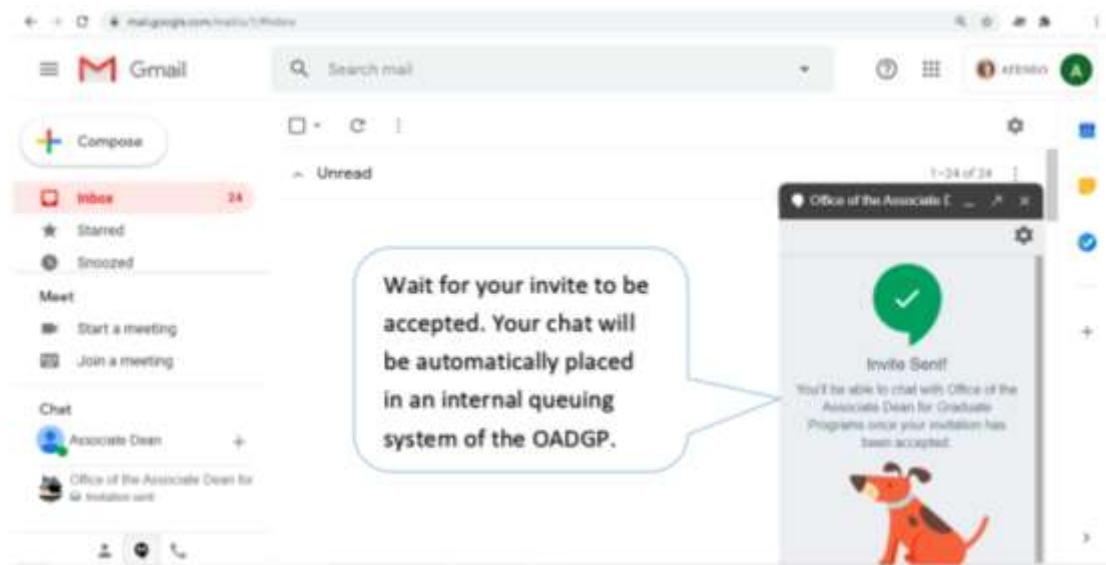 Gmail
Search mail
Compose
Unread
1-24 of 24
Inbox 24
Starred
Snoozed
Meet
Start a meeting
Join a meeting
Chat
Associate Dean
Office of the Associate Dean for
Invitation sent
Wait for your invite to be
accepted. Your chat will
be automatically placed
in an internal queuing
system of the OADGP.
Office of the Associate D
Invite Sent!
You'll be able to chat with Office of the
Associate Dean for Graduate
Programs once your invitation has
been accepted.
A